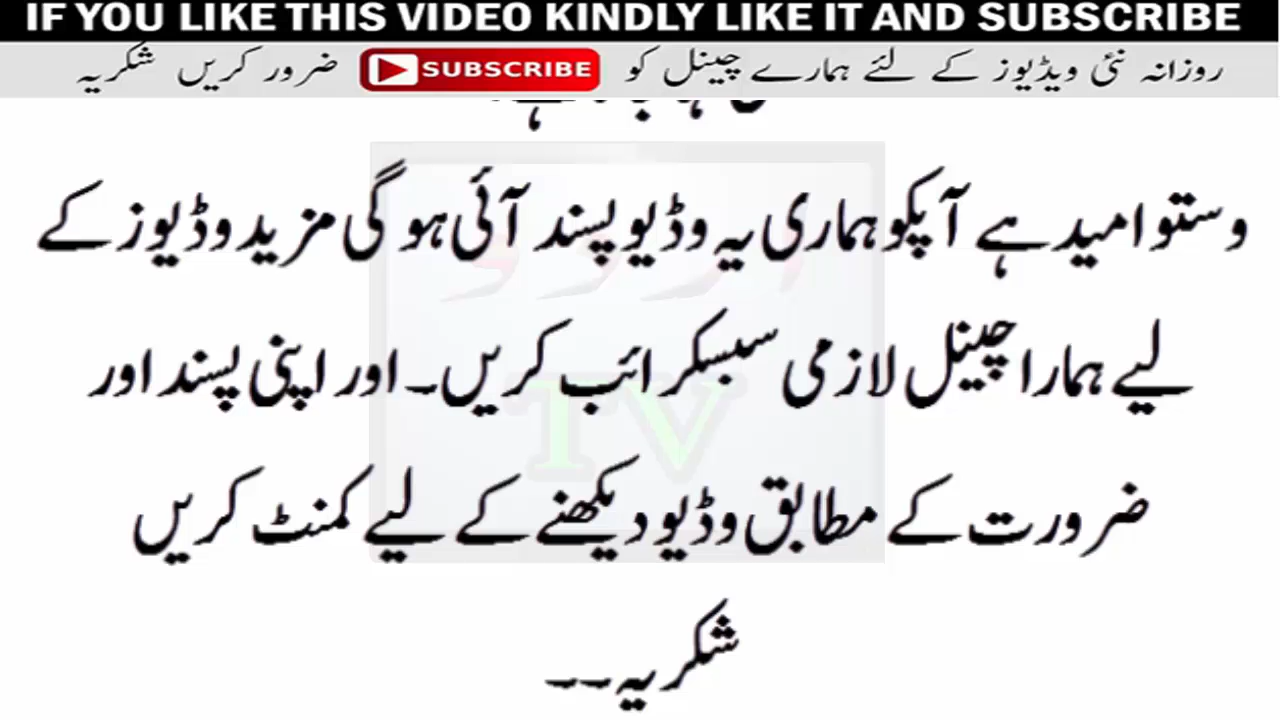 IF YOU LIKE THIS VIDEO KINDLY LIKE IT AND SUBSCRIBE
روزانہ نئی ویڈیوز کے لئے ہمارے چینل کو SUBSCRIBE ضرور کریں شکریہ
وستو امید ہے آپکو ہماری یہ وڈیو پسند آئی ہو گی مزید وڈیوز کے
لیے ہمارا چینل لازمی سبسکرائب کریں۔ اور اپنی پسند اور
ضرورت کے مطابق وڈیو دیکھنے کے لیے کمنٹ کریں
شکریہ۔۔
اردو
TV